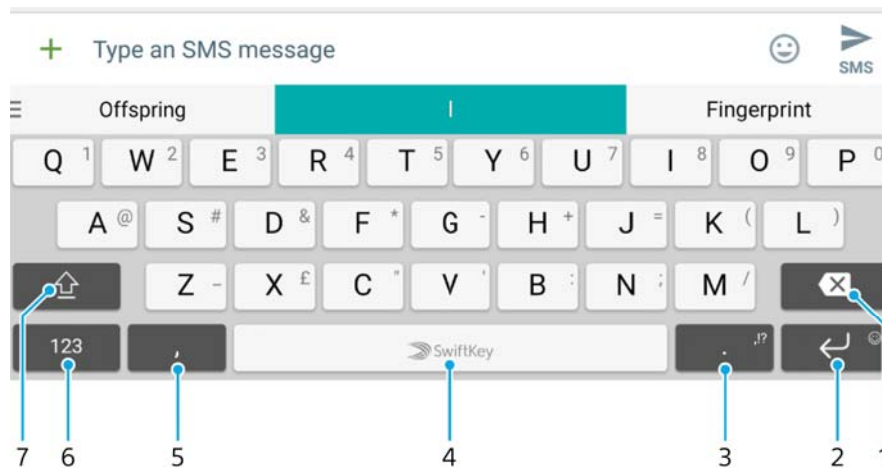 Type an SMS message
SMS
Offspring I Fingerprint
Q 1 W 2 E 3 R 4 T 5 Y 6 U 7 I 8 O 9 P 0
A @ S # D & F * G - H + J = K ( L )
Z _ X £ C " V ' B : N ; M /
123 , SwiftKey . ,!?
7 6 5 4 3 2 1